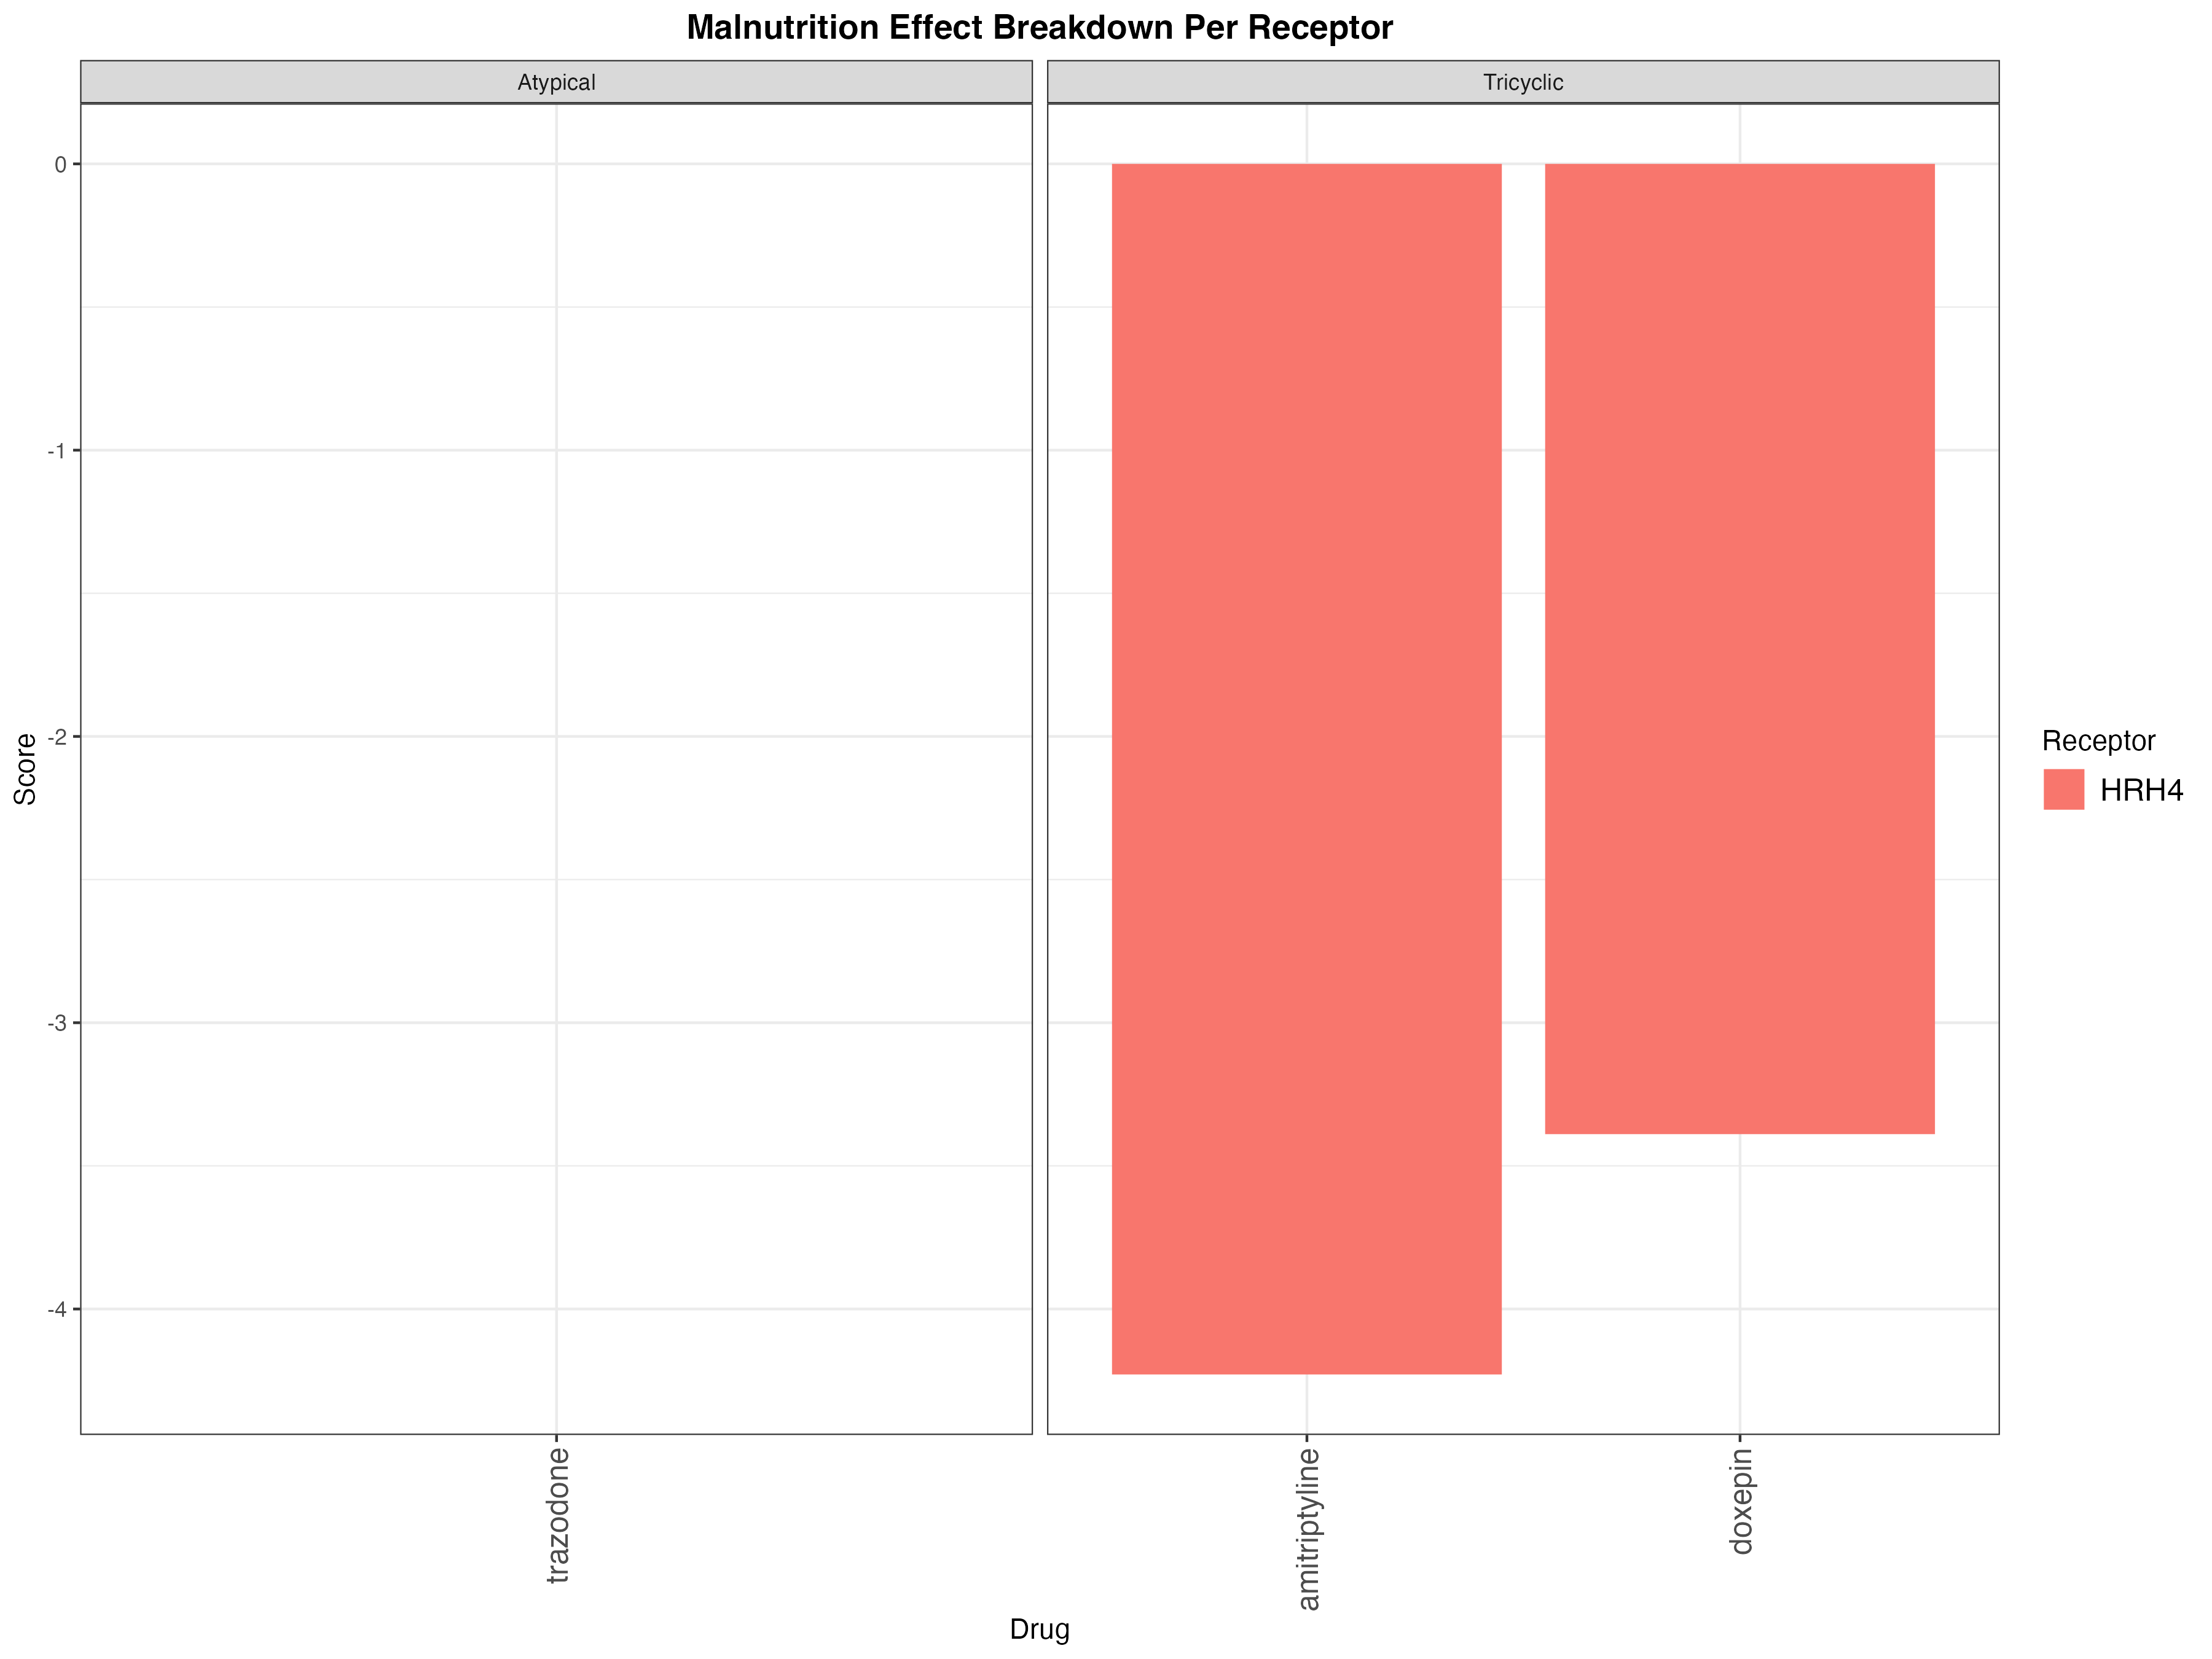 Malnutrition Effect Breakdown Per Receptor
Atypical
Tricyclic
0
-1
-2
-3
-4
Score
trazodone
amitriptyline
doxepin
Drug
Receptor
HRH4